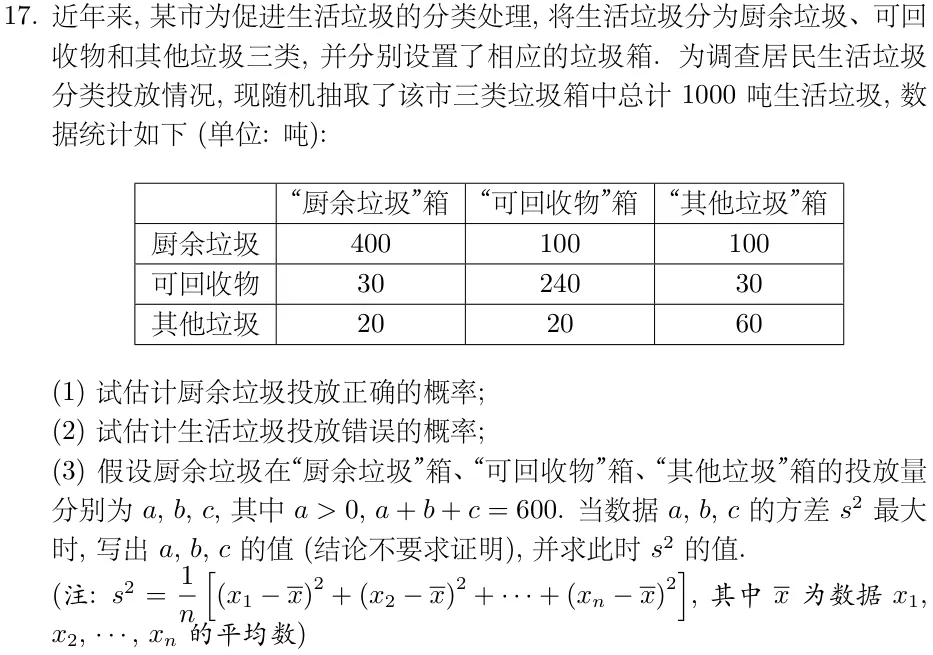 17. 近年来, 某市为促进生活垃圾的分类处理, 将生活垃圾分为厨余垃圾、可回
收物和其他垃圾三类, 并分别设置了相应的垃圾箱. 为调查居民生活垃圾
分类投放情况, 现随机抽取了该市三类垃圾箱中总计 1000 吨生活垃圾, 数
据统计如下 (单位: 吨):
“厨余垃圾”箱 “可回收物”箱 “其他垃圾”箱
厨余垃圾 400 100 100
可回收物 30 240 30
其他垃圾 20 20 60
(1) 试估计厨余垃圾投放正确的概率;
(2) 试估计生活垃圾投放错误的概率;
(3) 假设厨余垃圾在“厨余垃圾”箱、“可回收物”箱、“其他垃圾”箱的投放量
分别为 a, b, c, 其中 a > 0, a + b + c = 600. 当数据 a, b, c 的方差 s² 最大
时, 写出 a, b, c 的值 (结论不要求证明), 并求此时 s² 的值.
(注: s² = 1/n [(x₁ − x̅)² + (x₂ − x̅)² + ⋯ + (xₙ − x̅)²], 其中 x̅ 为数据 x₁,
x₂, ⋯, xₙ 的平均数)